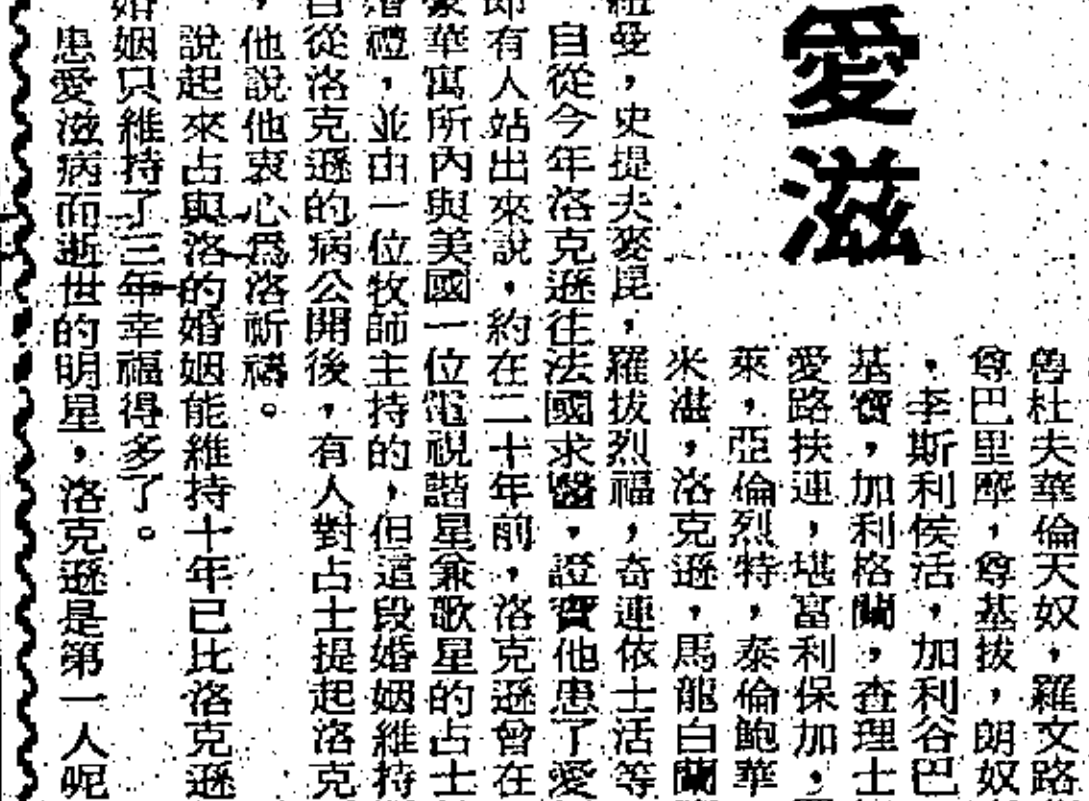 愛滋
兽杜夫華倫天奴，羅文路
尊巴里摩，尊基拔，朗奴
，李斯利侯活，加利谷巴
基寶，加利格蘭，查理士
愛路扶連，堪富利保加，
萊，亞倫烈特，泰倫鮑華
米湛，洛克遜，馬龍白蘭
紐曼，史提夫麥昆，羅拔烈福，奇連依士活等
自從今年洛克遜往法國求醫，證實他患了愛
即有人站出來說，約在二十年前，洛克遜曾在
豪華寓所內與美國一位電視諧星兼歌星的占士
禮，並由一位牧師主持的，但這段婚姻維持
自從洛克遜的病公開後，有人對占士提起洛克
，他說他衷心為洛祈禱。
說起來占與洛的婚姻能維持十年已比洛克遜
婚姻只維持了三年幸福得多了。
患愛滋病而逝世的明星，洛克遜是第一人呢